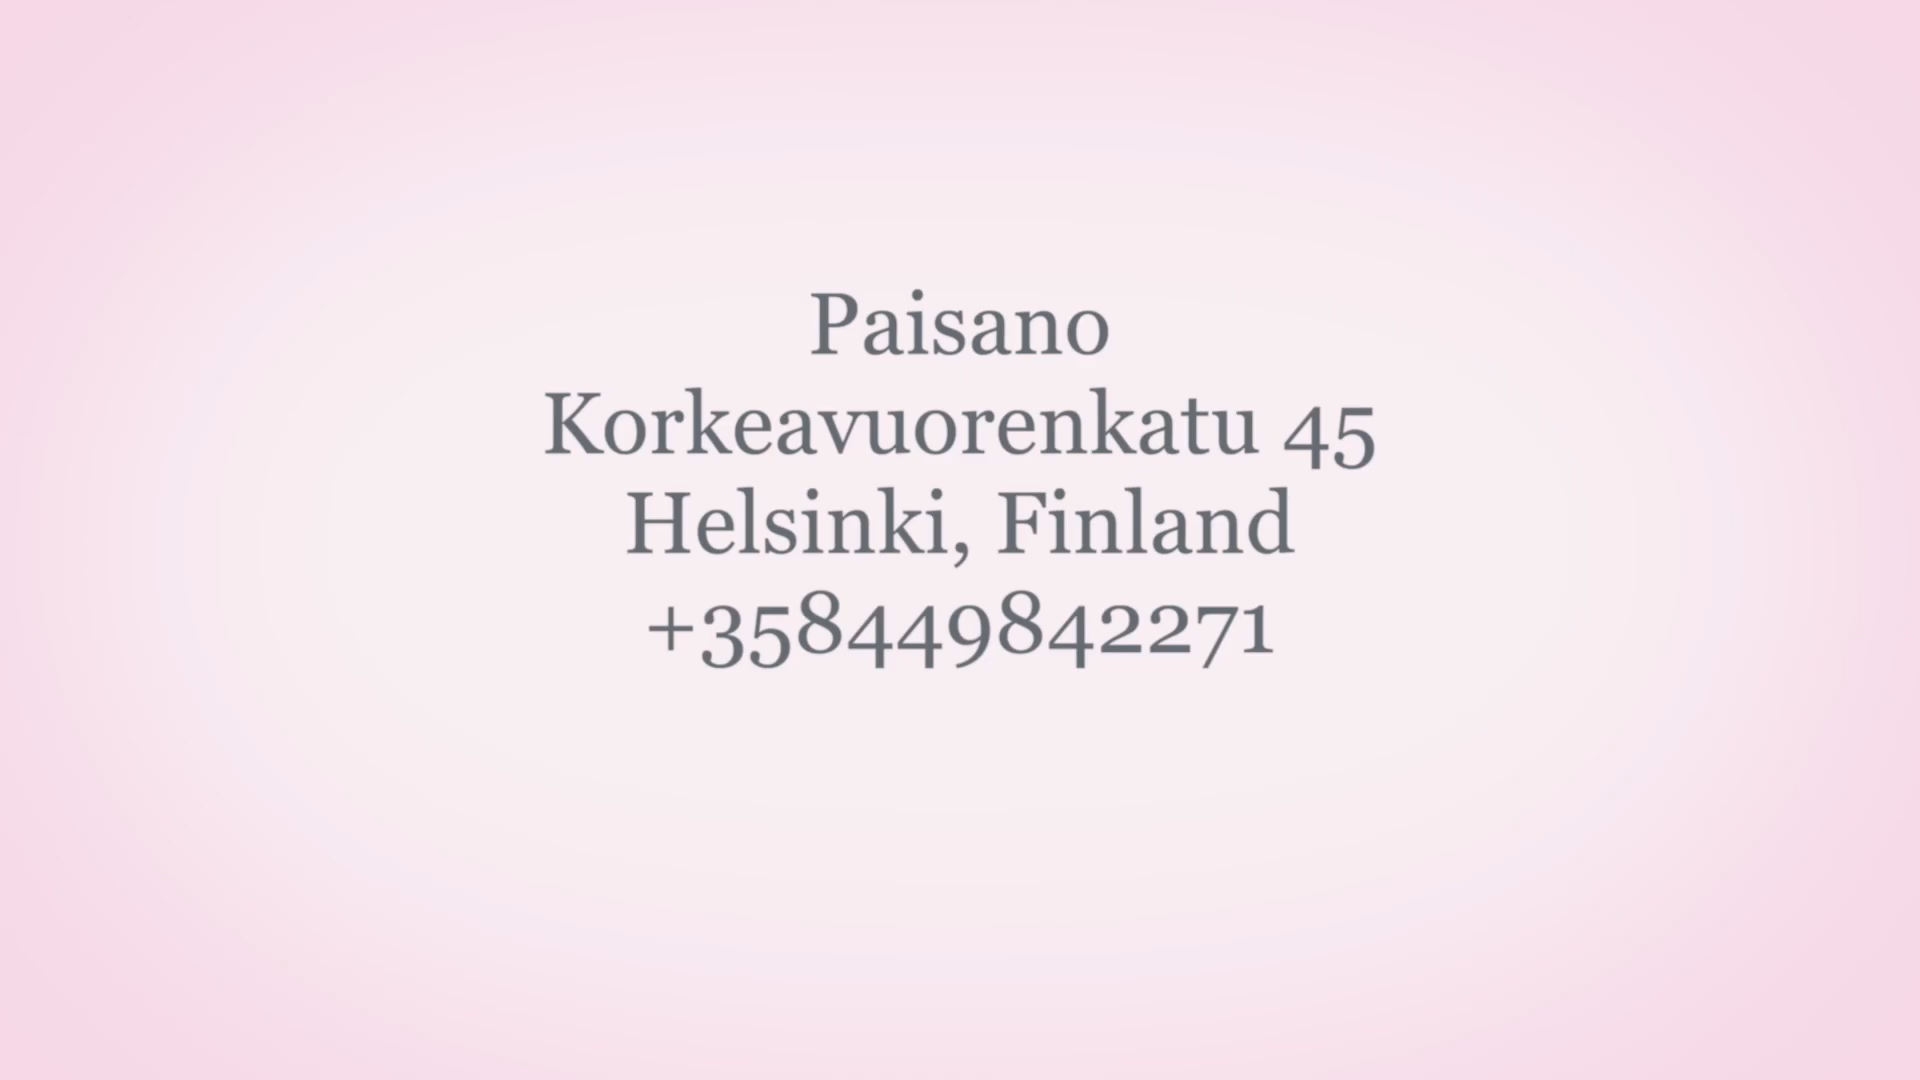 Paisano
Korkeavuorenkatu 45
Helsinki, Finland
+358449842271